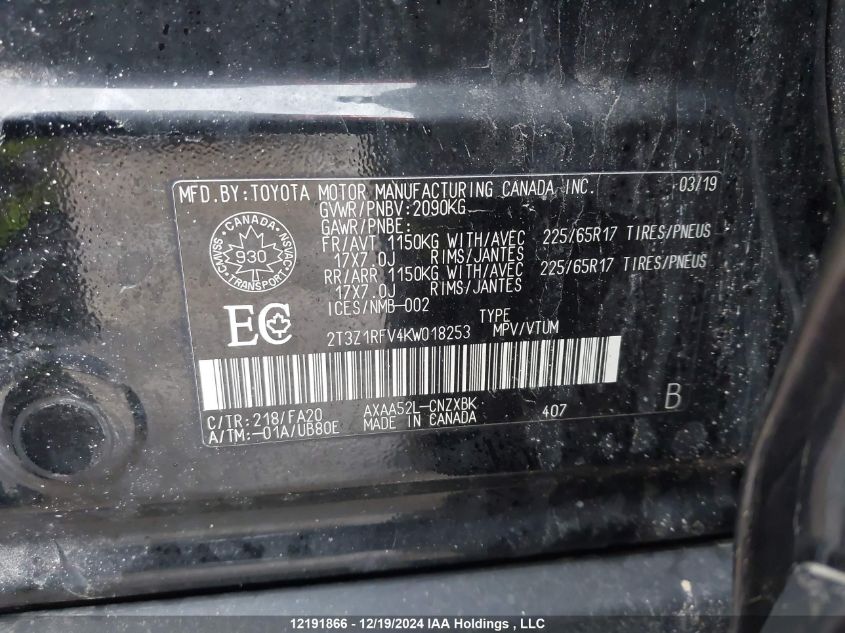 MFD.BY:TOYOTA MOTOR MANUFACTURING CANADA INC. 03/19
GVWR/PNBV:2090KG
GAWR/PNBE:
FR/AVT 1150KG WITH/AVEC 225/65R17 TIRES/PNEUS
17X7.0J RIMS/JANTES
RR/ARR 1150KG WITH/AVEC 225/65R17 TIRES/PNEUS
17X7.0J RIMS/JANTES
ICES/NMB-002
CANADA
CMVSS 930 NSVAC
TRANSPORT
EC
TYPE
2T3Z1RFV4KW018253 MPV/VTUM
C/TR:218/FA20 AXAA52L-CNZXBK 407 B
A/TM:-01A/UB80E MADE IN CANADA
12191866 - 12/19/2024 IAA Holdings , LLC